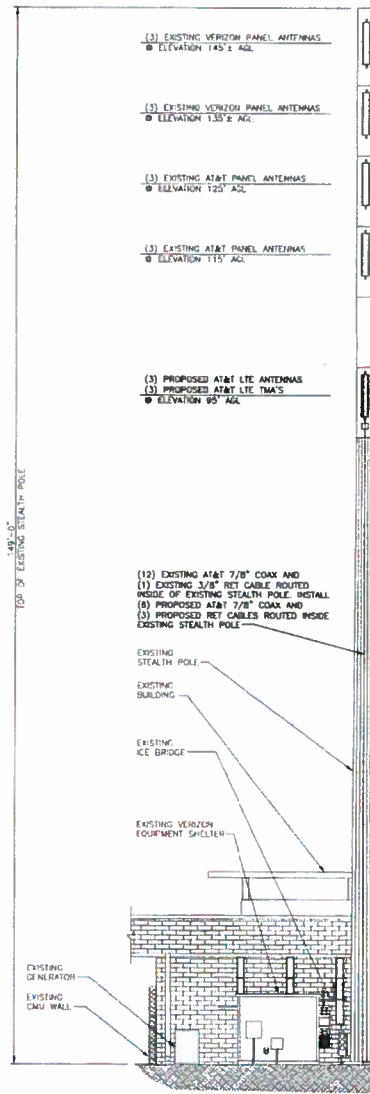 (3) EXISTING VERIZON PANEL ANTENNAS
@ ELEVATION 145'± AGL
(3) EXISTING VERIZON PANEL ANTENNAS
@ ELEVATION 135'± AGL
(3) EXISTING AT&T PANEL ANTENNAS
@ ELEVATION 125' AGL
(3) EXISTING AT&T PANEL ANTENNAS
@ ELEVATION 115' AGL
(3) PROPOSED AT&T LTE ANTENNAS
(3) PROPOSED AT&T LTE TMA'S
@ ELEVATION 95' AGL
149'-0"
TOP OF EXISTING STEALTH POLE
(12) EXISTING AT&T 7/8" COAX AND
(1) EXISTING 3/8" RET CABLE ROUTED
INSIDE OF EXISTING STEALTH POLE. INSTALL
(6) PROPOSED AT&T 7/8" COAX AND
(3) PROPOSED RET CABLES ROUTED INSIDE
EXISTING STEALTH POLE
EXISTING
STEALTH POLE
EXISTING
BUILDING
EXISTING
ICE BRIDGE
EXISTING VERIZON
EQUIPMENT SHELTER
EXISTING
GENERATOR
EXISTING
CMU WALL